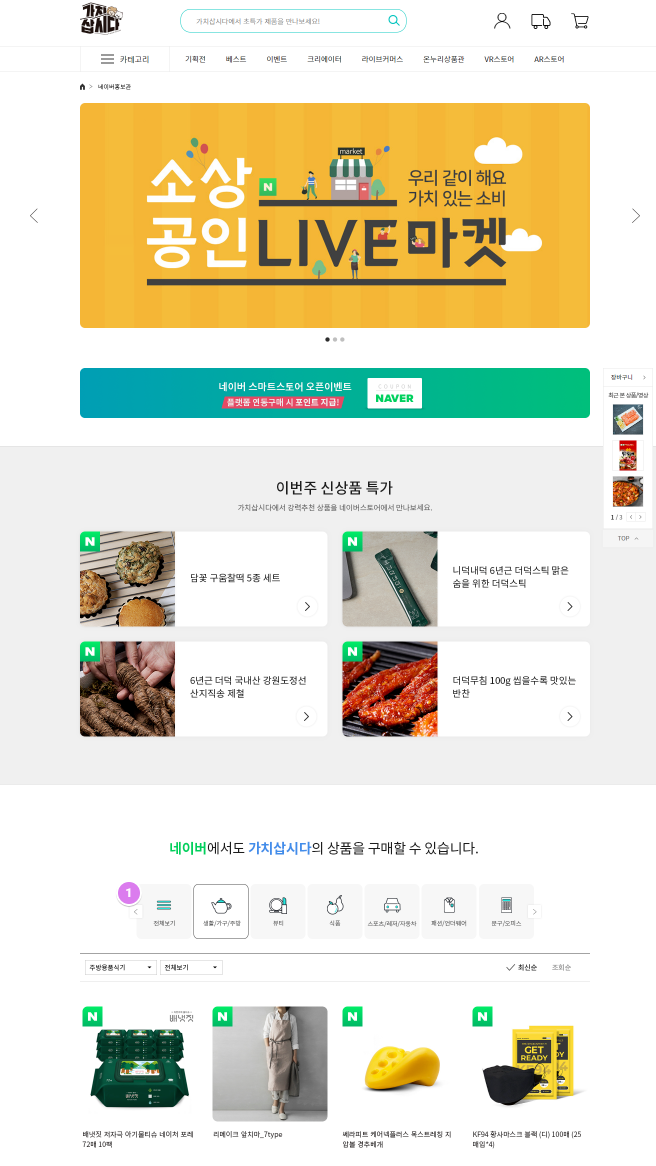 가치
삽시다
가치삽시다에서 초특가 제품을 만나보세요!
카테고리
기획전
베스트
이벤트
크리에이터
라이브커머스
온누리상품관
VR스토어
AR스토어
> 네이버홍보관
market
소상
N
우리 같이 해요
가치 있는 소비
공인 LIVE 마켓
네이버 스마트스토어 오픈이벤트
플랫폼 연동구매 시 포인트 지급!
COUPON
NAVER
장바구니
최근 본 상품/영상
1 / 3
TOP
이번주 신상품 특가
가치삽시다에서 강력추천 상품을 네이버스토어에서 만나보세요.
N
담꽃 구움찰떡 5종 세트
N
니덕내덕 6년근 더덕스틱 맑은
숨을 위한 더덕스틱
N
6년근 더덕 국내산 강원도정선
산지직송 제철
N
더덕무침 100g 씹을수록 맛있는
반찬
네이버에서도 가치삽시다의 상품을 구매할 수 있습니다.
1
전체보기
생활/가구/주방
뷰티
식품
스포츠/레저/자동차
패션/언더웨어
문구/오피스
주방용품식기
전체보기
최신순
조회순
N
베냇짓
N
N
N
GET
READY
베냇짓 저자극 아기물티슈 네이처 포레
72매 10팩
리메이크 앞치마_7type
베라피트 케어넥플러스 목스트레칭 지
압볼 경추베개
KF94 황사마스크 블랙 (대) 100매 (25
매입*4)